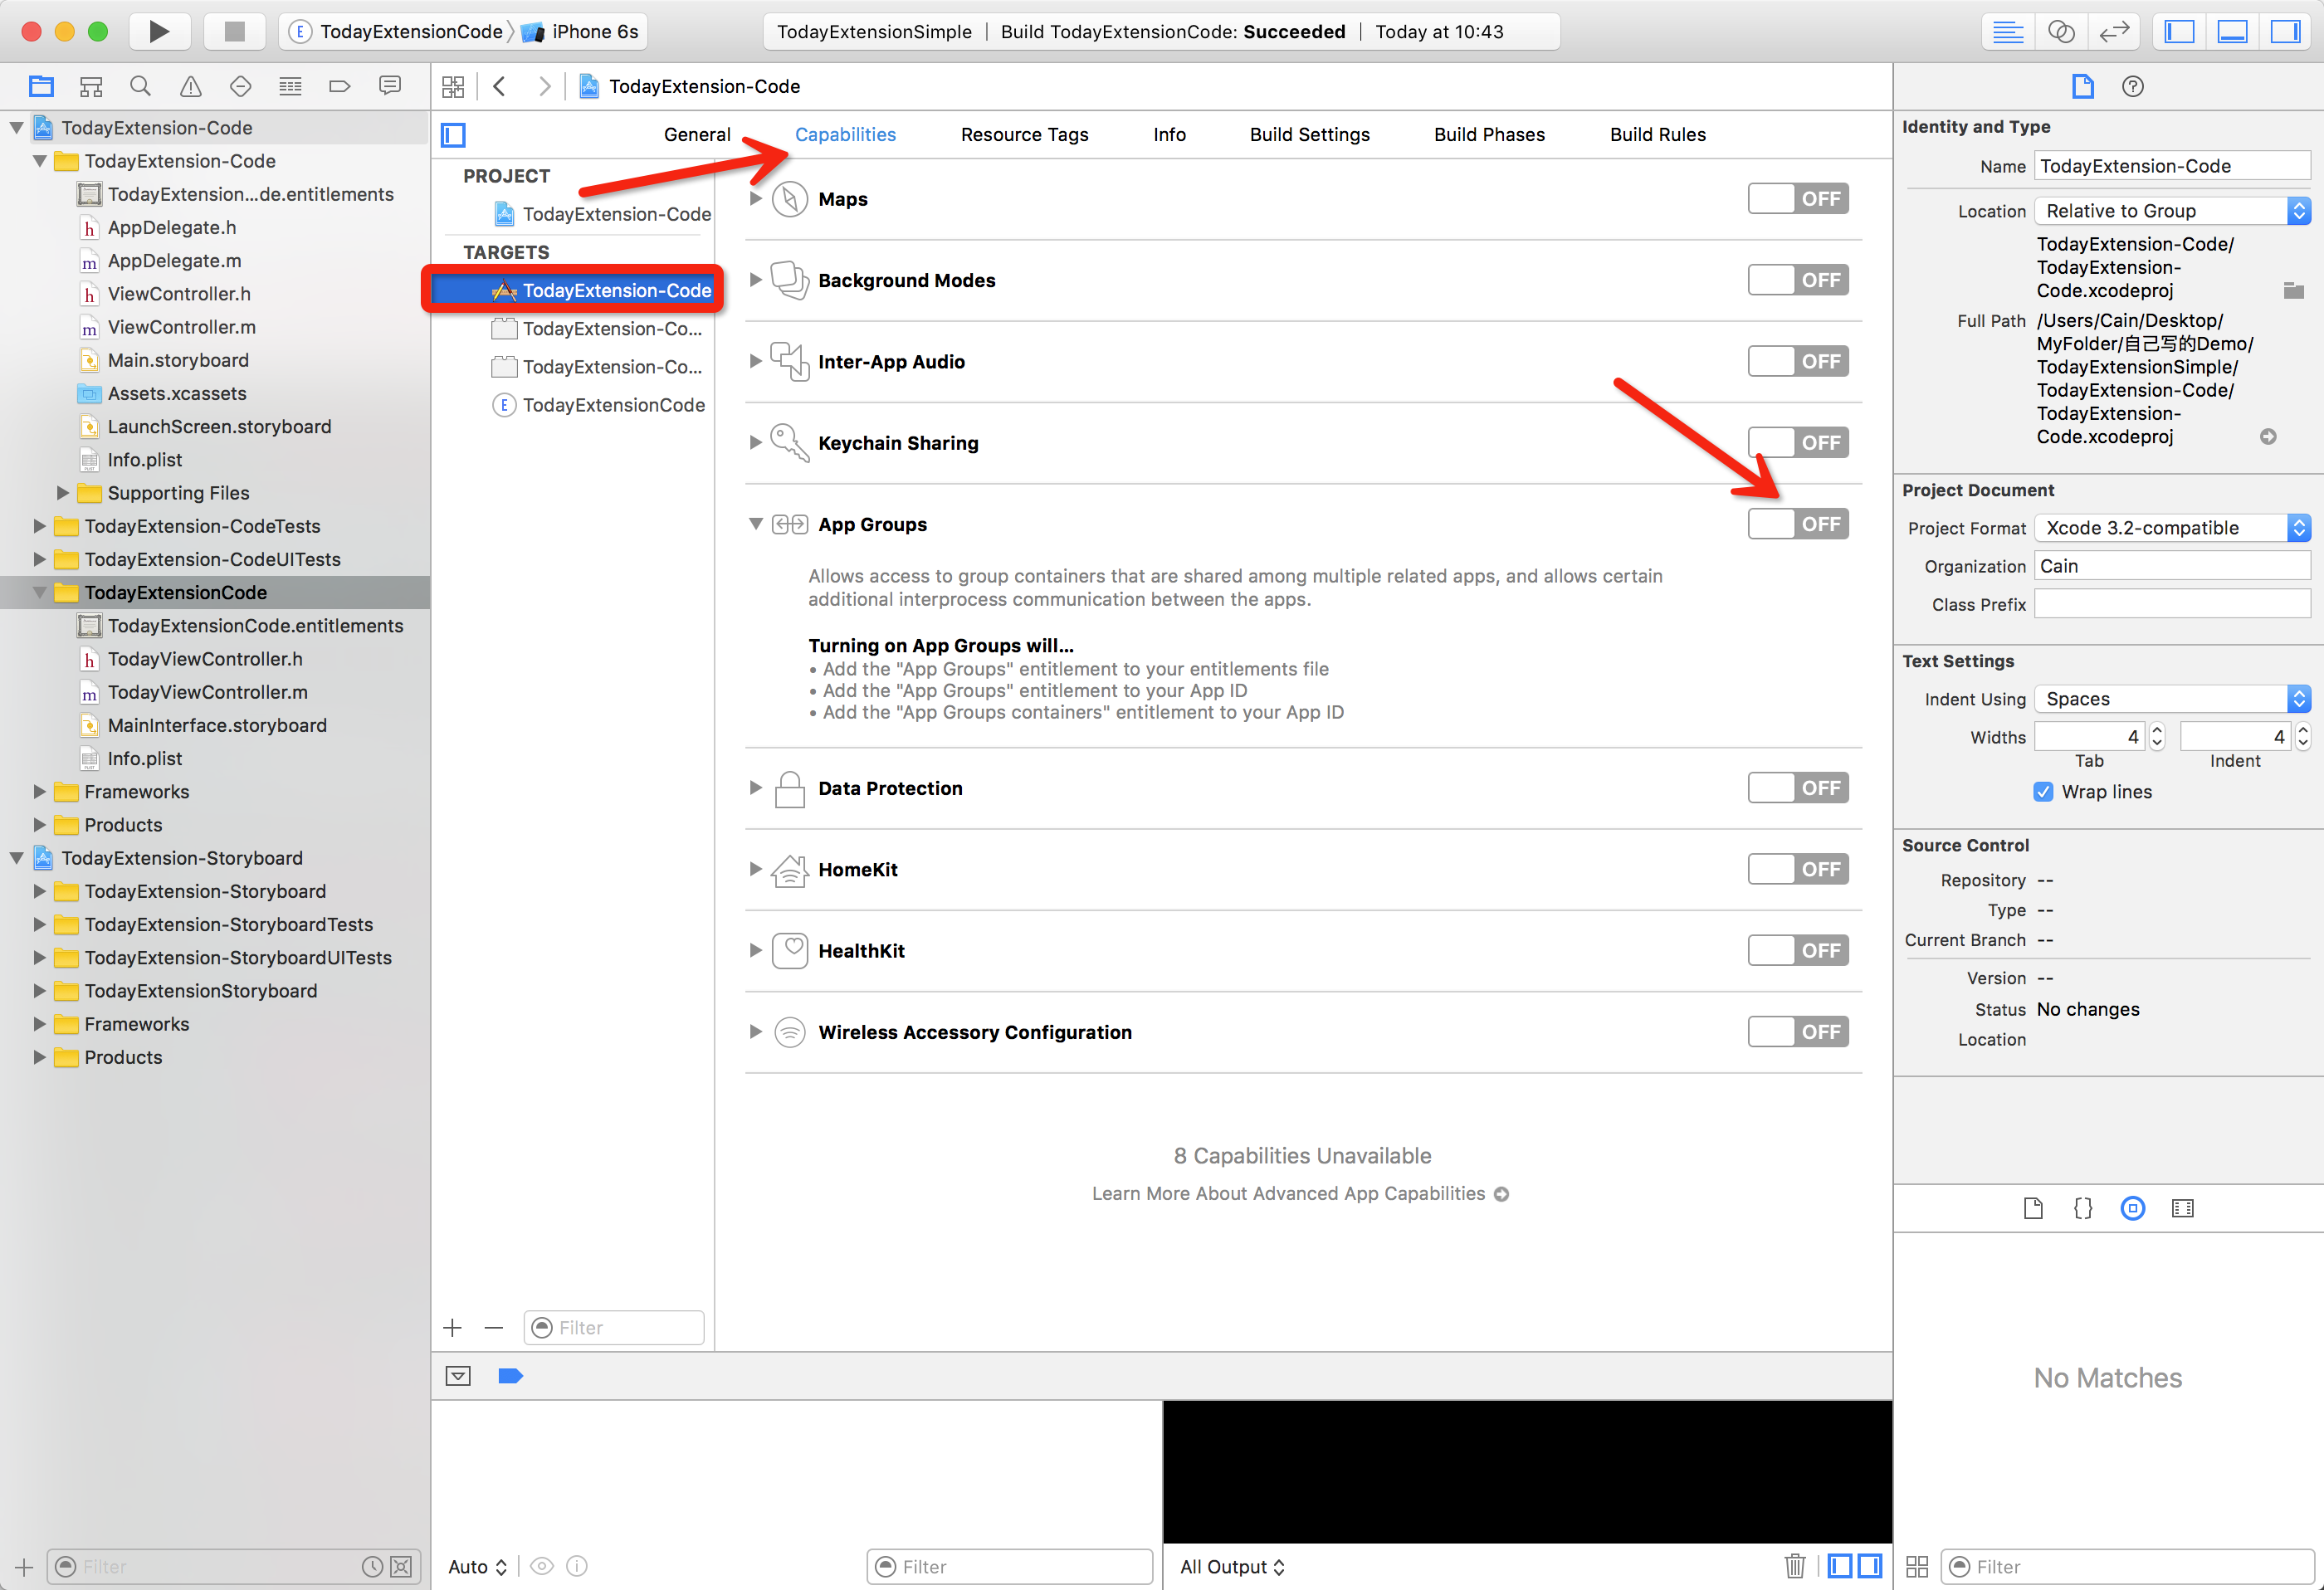 TodayExtensionCode iPhone 6s
TodayExtensionSimple | Build TodayExtensionCode: Succeeded | Today at 10:43
TodayExtension-Code
TodayExtension-Code
TodayExtension...de.entitlements
AppDelegate.h
AppDelegate.m
ViewController.h
ViewController.m
Main.storyboard
Assets.xcassets
LaunchScreen.storyboard
Info.plist
Supporting Files
TodayExtension-CodeTests
TodayExtension-CodeUITests
TodayExtensionCode
TodayExtensionCode.entitlements
TodayViewController.h
TodayViewController.m
MainInterface.storyboard
Info.plist
Frameworks
Products
TodayExtension-Storyboard
TodayExtension-Storyboard
TodayExtension-StoryboardTests
TodayExtension-StoryboardUITests
TodayExtensionStoryboard
Frameworks
Products
Filter
TodayExtension-Code
General Capabilities Resource Tags Info Build Settings Build Phases Build Rules
PROJECT
TodayExtension-Code
TARGETS
TodayExtension-Code
TodayExtension-Co...
TodayExtension-Co...
TodayExtensionCode
Filter
Maps OFF
Background Modes OFF
Inter-App Audio OFF
Keychain Sharing OFF
App Groups OFF
Allows access to group containers that are shared among multiple related apps, and allows certain
additional interprocess communication between the apps.
Turning on App Groups will...
• Add the "App Groups" entitlement to your entitlements file
• Add the "App Groups" entitlement to your App ID
• Add the "App Groups containers" entitlement to your App ID
Data Protection OFF
HomeKit OFF
HealthKit OFF
Wireless Accessory Configuration OFF
8 Capabilities Unavailable
Learn More About Advanced App Capabilities
Auto
Filter
All Output
Identity and Type
Name TodayExtension-Code
Location Relative to Group
TodayExtension-Code/
TodayExtension-
Code.xcodeproj
Full Path /Users/Cain/Desktop/
MyFolder/自己写的Demo/
TodayExtensionSimple/
TodayExtension-Code/
TodayExtension-
Code.xcodeproj
Project Document
Project Format Xcode 3.2-compatible
Organization Cain
Class Prefix
Text Settings
Indent Using Spaces
Widths 4 4
Tab Indent
Wrap lines
Source Control
Repository --
Type --
Current Branch --
Version --
Status No changes
Location
No Matches
Filter